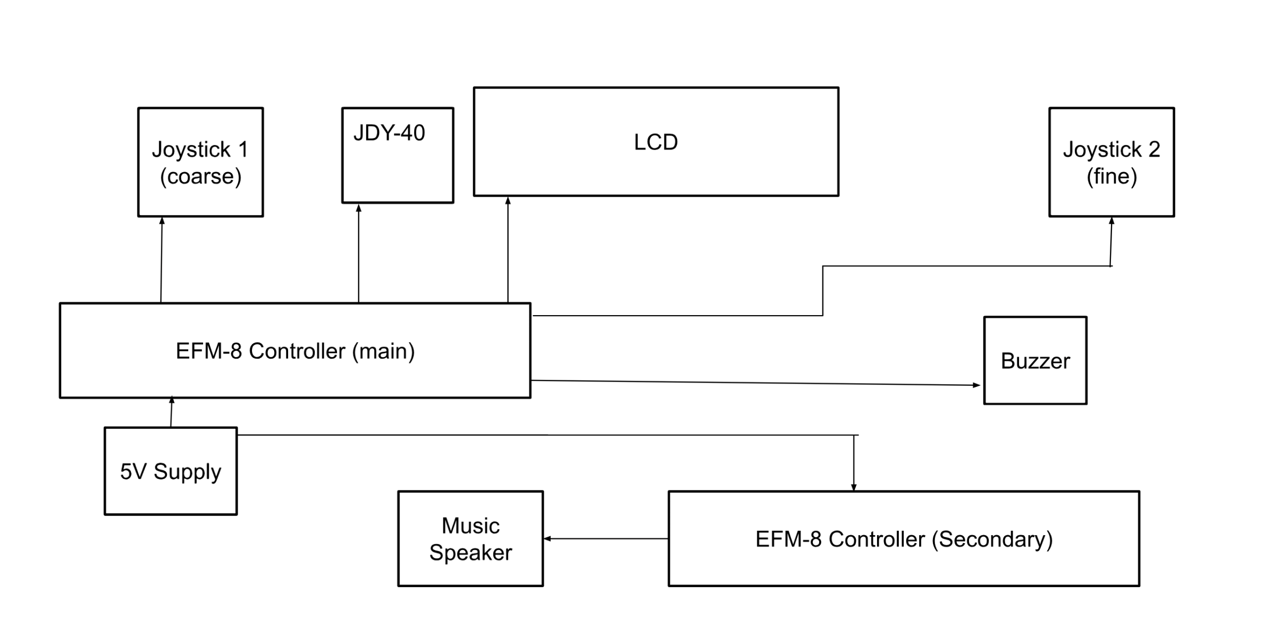 Joystick 1
(coarse)
JDY-40
LCD
Joystick 2
(fine)
EFM-8 Controller (main)
Buzzer
5V Supply
Music
Speaker
EFM-8 Controller (Secondary)